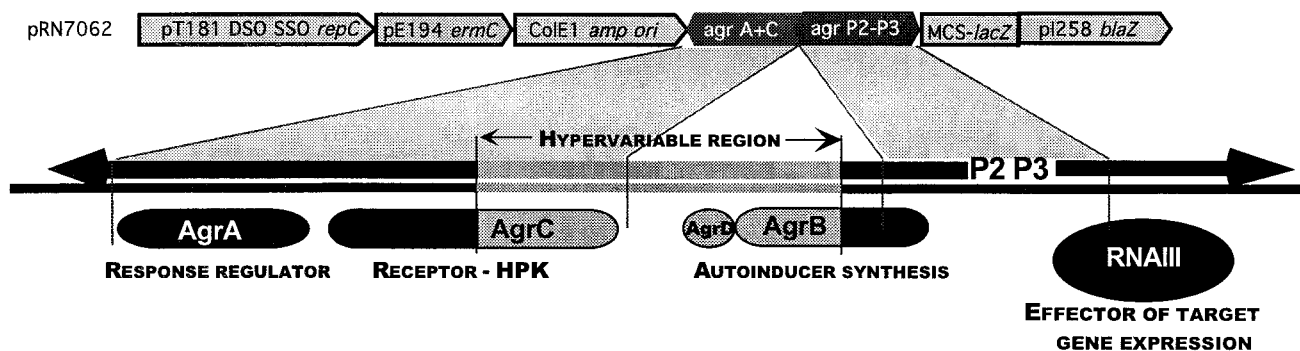 pRN7062 pT181 DSO SSO repC pE194 ermC ColE1 amp ori agr A+C agr P2-P3 MCS-lacZ pI258 blaZ
HYPERVARIABLE REGION
P2 P3
AgrA AgrC AgrD AgrB RNAIII
RESPONSE REGULATOR RECEPTOR - HPK AUTOINDUCER SYNTHESIS
EFFECTOR OF TARGET
GENE EXPRESSION